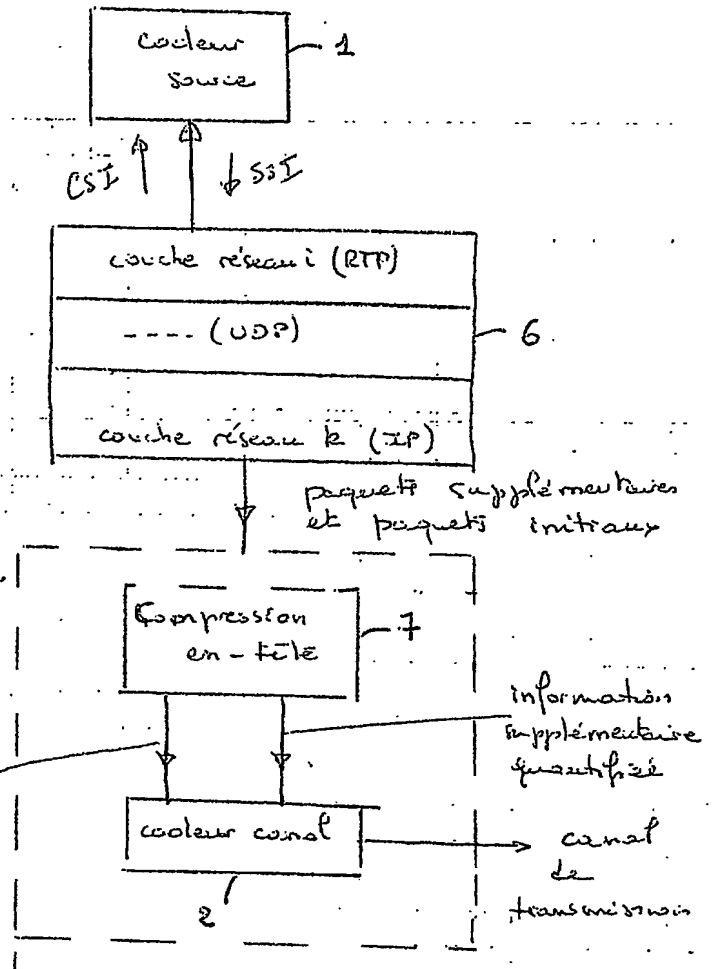 codeur
source
1
CSI
SSI
couche réseau i (RTP)
---- (UDP)
6
couche réseau k (IP)
paquets supplémentaires
et paquets initiaux
Compression
en-tête
7
information
supplémentaire
quantifiée
codeur canal
2
canal
de
transmission